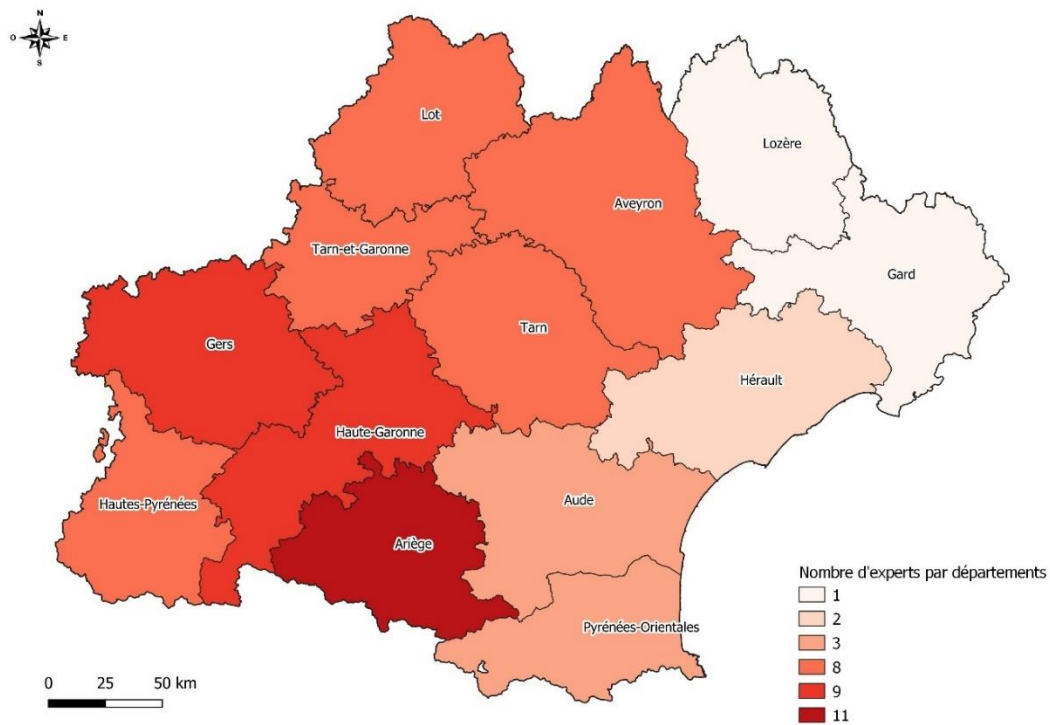 N
O E
S
Lot
Lozère
Aveyron
Tarn-et-Garonne
Gard
Tarn
Gers
Hérault
Haute-Garonne
Hautes-Pyrénées
Aude
Ariège
Pyrénées-Orientales
Nombre d'experts par départements
1
2
3
8
9
11
0 25 50 km